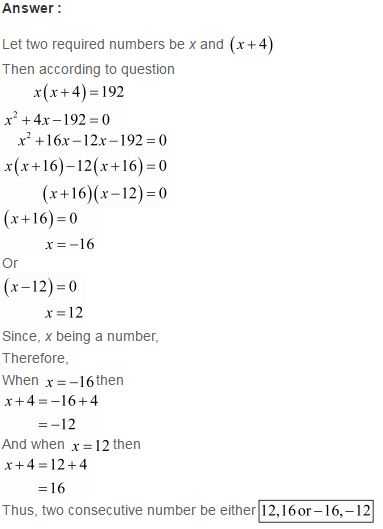 Answer :
Let two required numbers be x and (x+4)
Then according to question
x(x+4)=192
x²+4x−192=0
x²+16x−12x−192=0
x(x+16)−12(x+16)=0
(x+16)(x−12)=0
(x+16)=0
x=−16
Or
(x−12)=0
x=12
Since, x being a number,
Therefore,
When x=−16 then
x+4=−16+4
=−12
And when x=12 then
x+4=12+4
=16
Thus, two consecutive number be either 12,16 or −16,−12